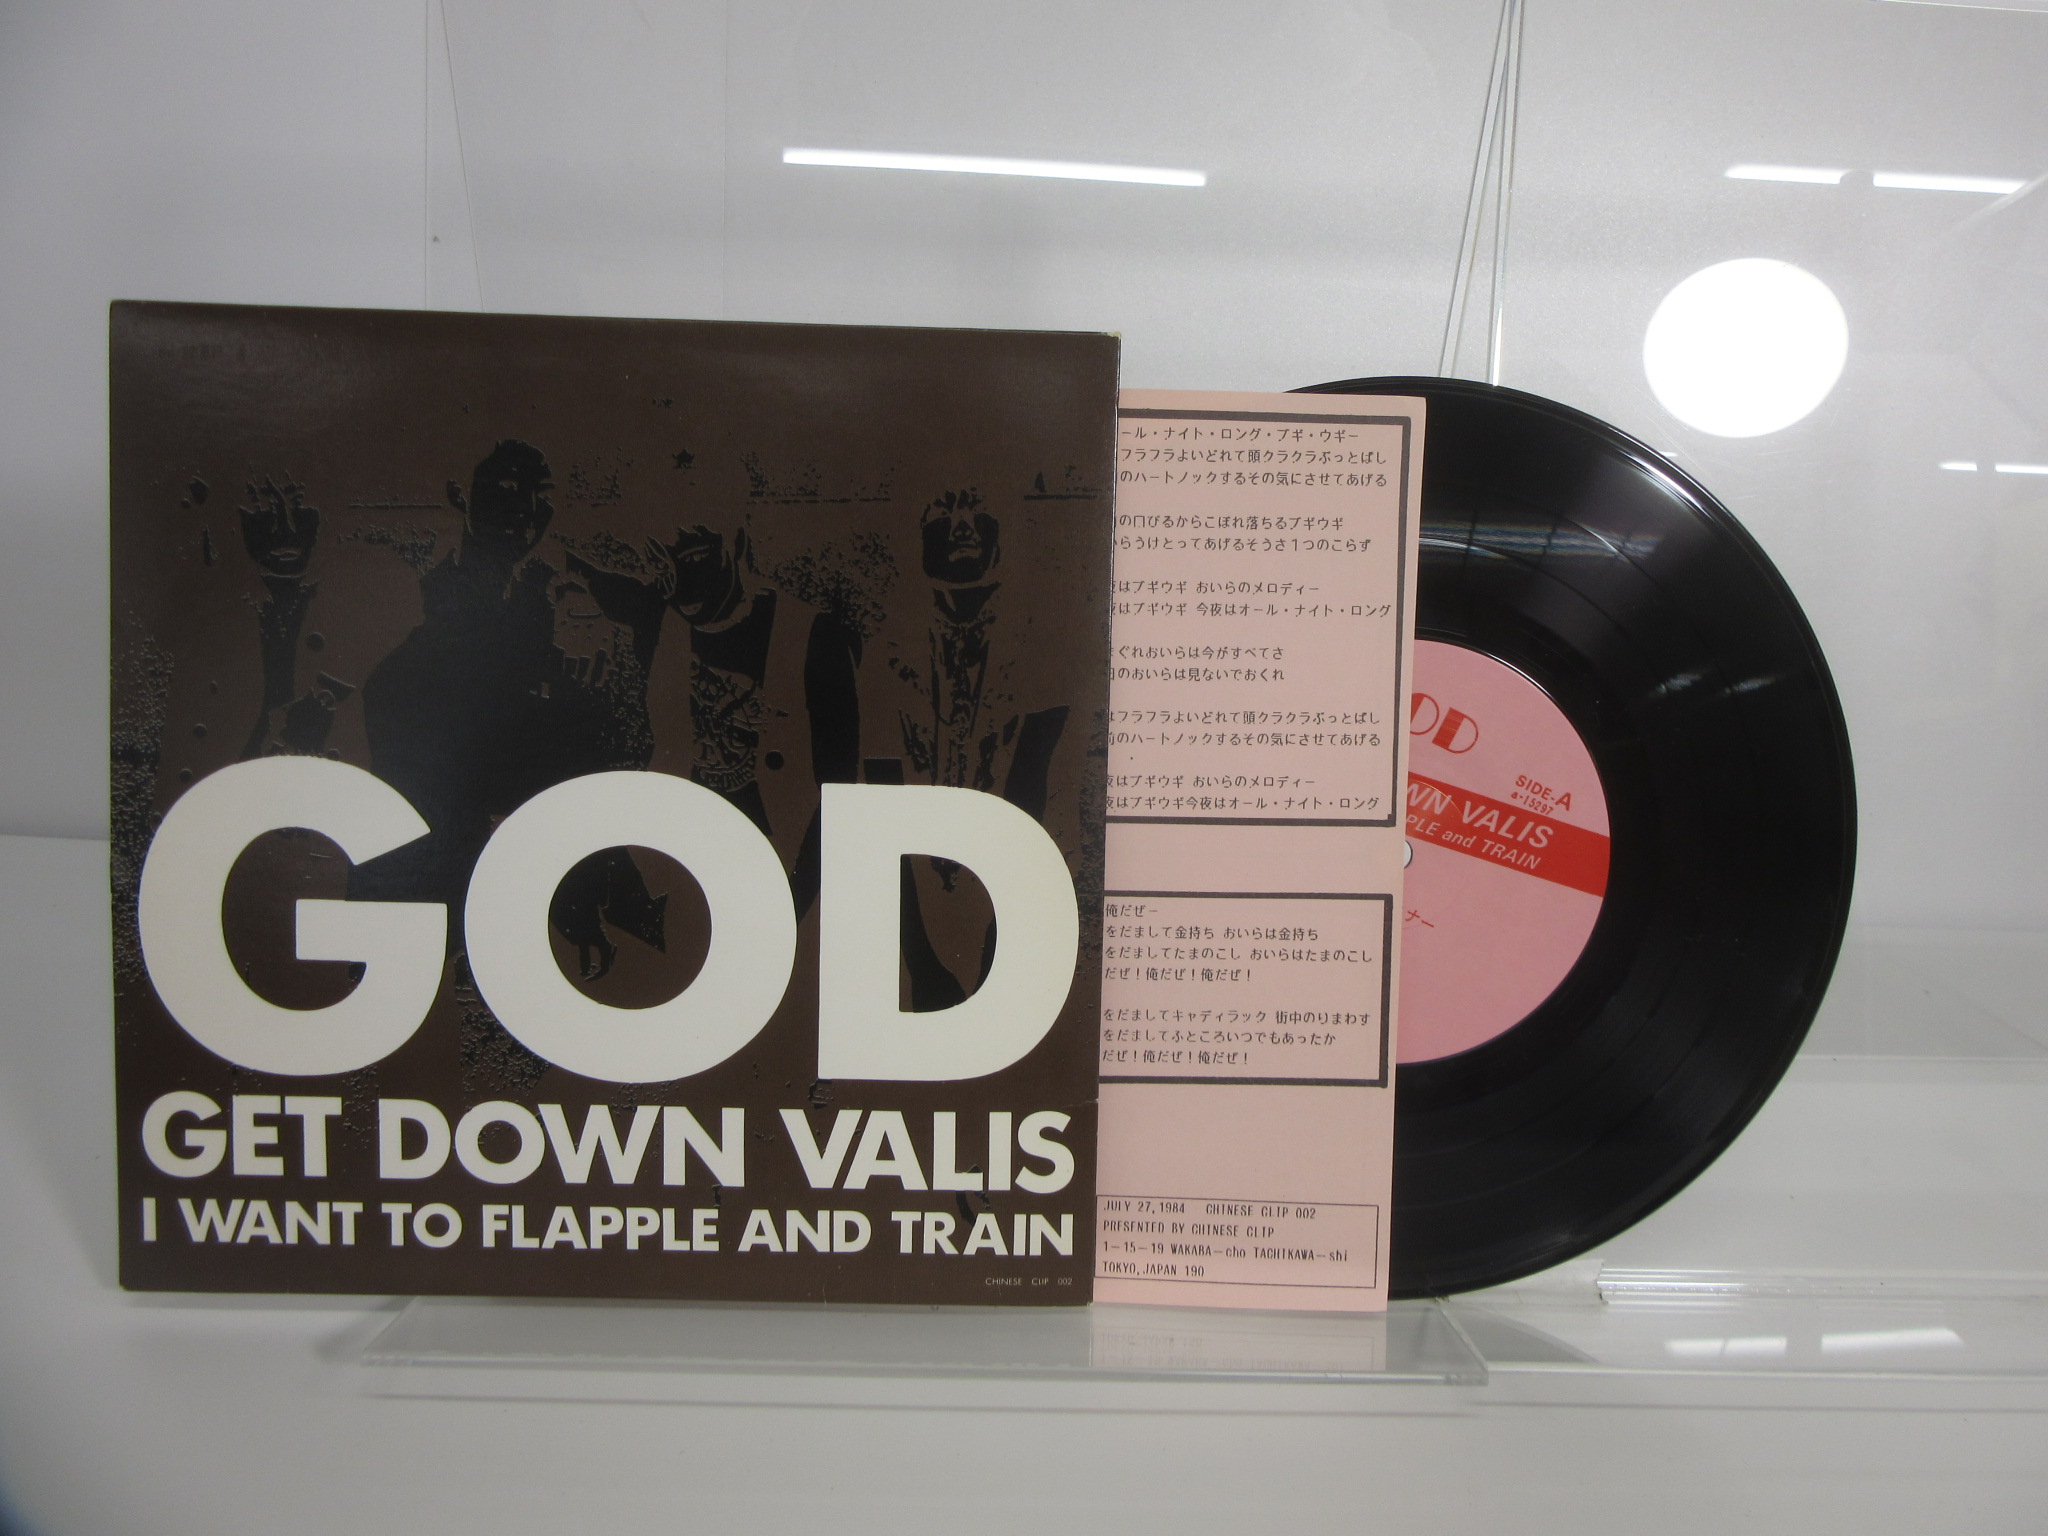 GOD
GET DOWN VALIS
I WANT TO FLAPPLE AND TRAIN
CHINESE CLIP 002
ール・ナイト・ロング・ブギ・ウギー
フラフラよいどれて頭クラクラぶっとばし
のハートノックするその気にさせてあげる
の口びるからこぼれ落ちるブギウギ
らうけとってあげるそうさ1つのこらず
はブギウギ おいらのメロディー
はブギウギ 今夜はオール・ナイト・ロング
ぐれおいらは今がすべてさ
のおいらは見ないでおくれ
はフラフラよいどれて頭クラクラぶっとばし
前のハートノックするその気にさせてあげる
夜はブギウギ おいらのメロディー
夜はブギウギ今夜はオール・ナイト・ロング
俺だぜー
をだまして金持ち おいらは金持ち
をだましてたまのこし おいらはたまのこし
だぜ!俺だぜ!俺だぜ!
をだましてキャディラック 街中のりまわす
をだましてふところいつでもあったか
だぜ!俺だぜ!俺だぜ!
JULY 27,1984 CHINESE CLIP 002
PRESENTED BY CHINESE CLIP
1-15-19 WAKABA-cho TACHIKAWA-shi
TOKYO,JAPAN 190
OD
SIDE-A
a-15297
WN VALIS
PLE and TRAIN
ナー